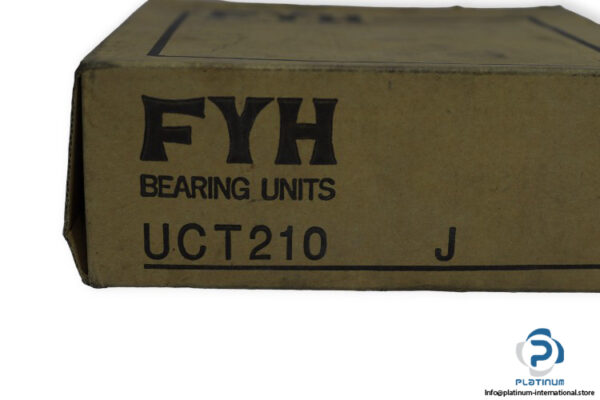 FYH
BEARING UNITS
UCT210 J
PLATINUM
Info@platinum-international.store